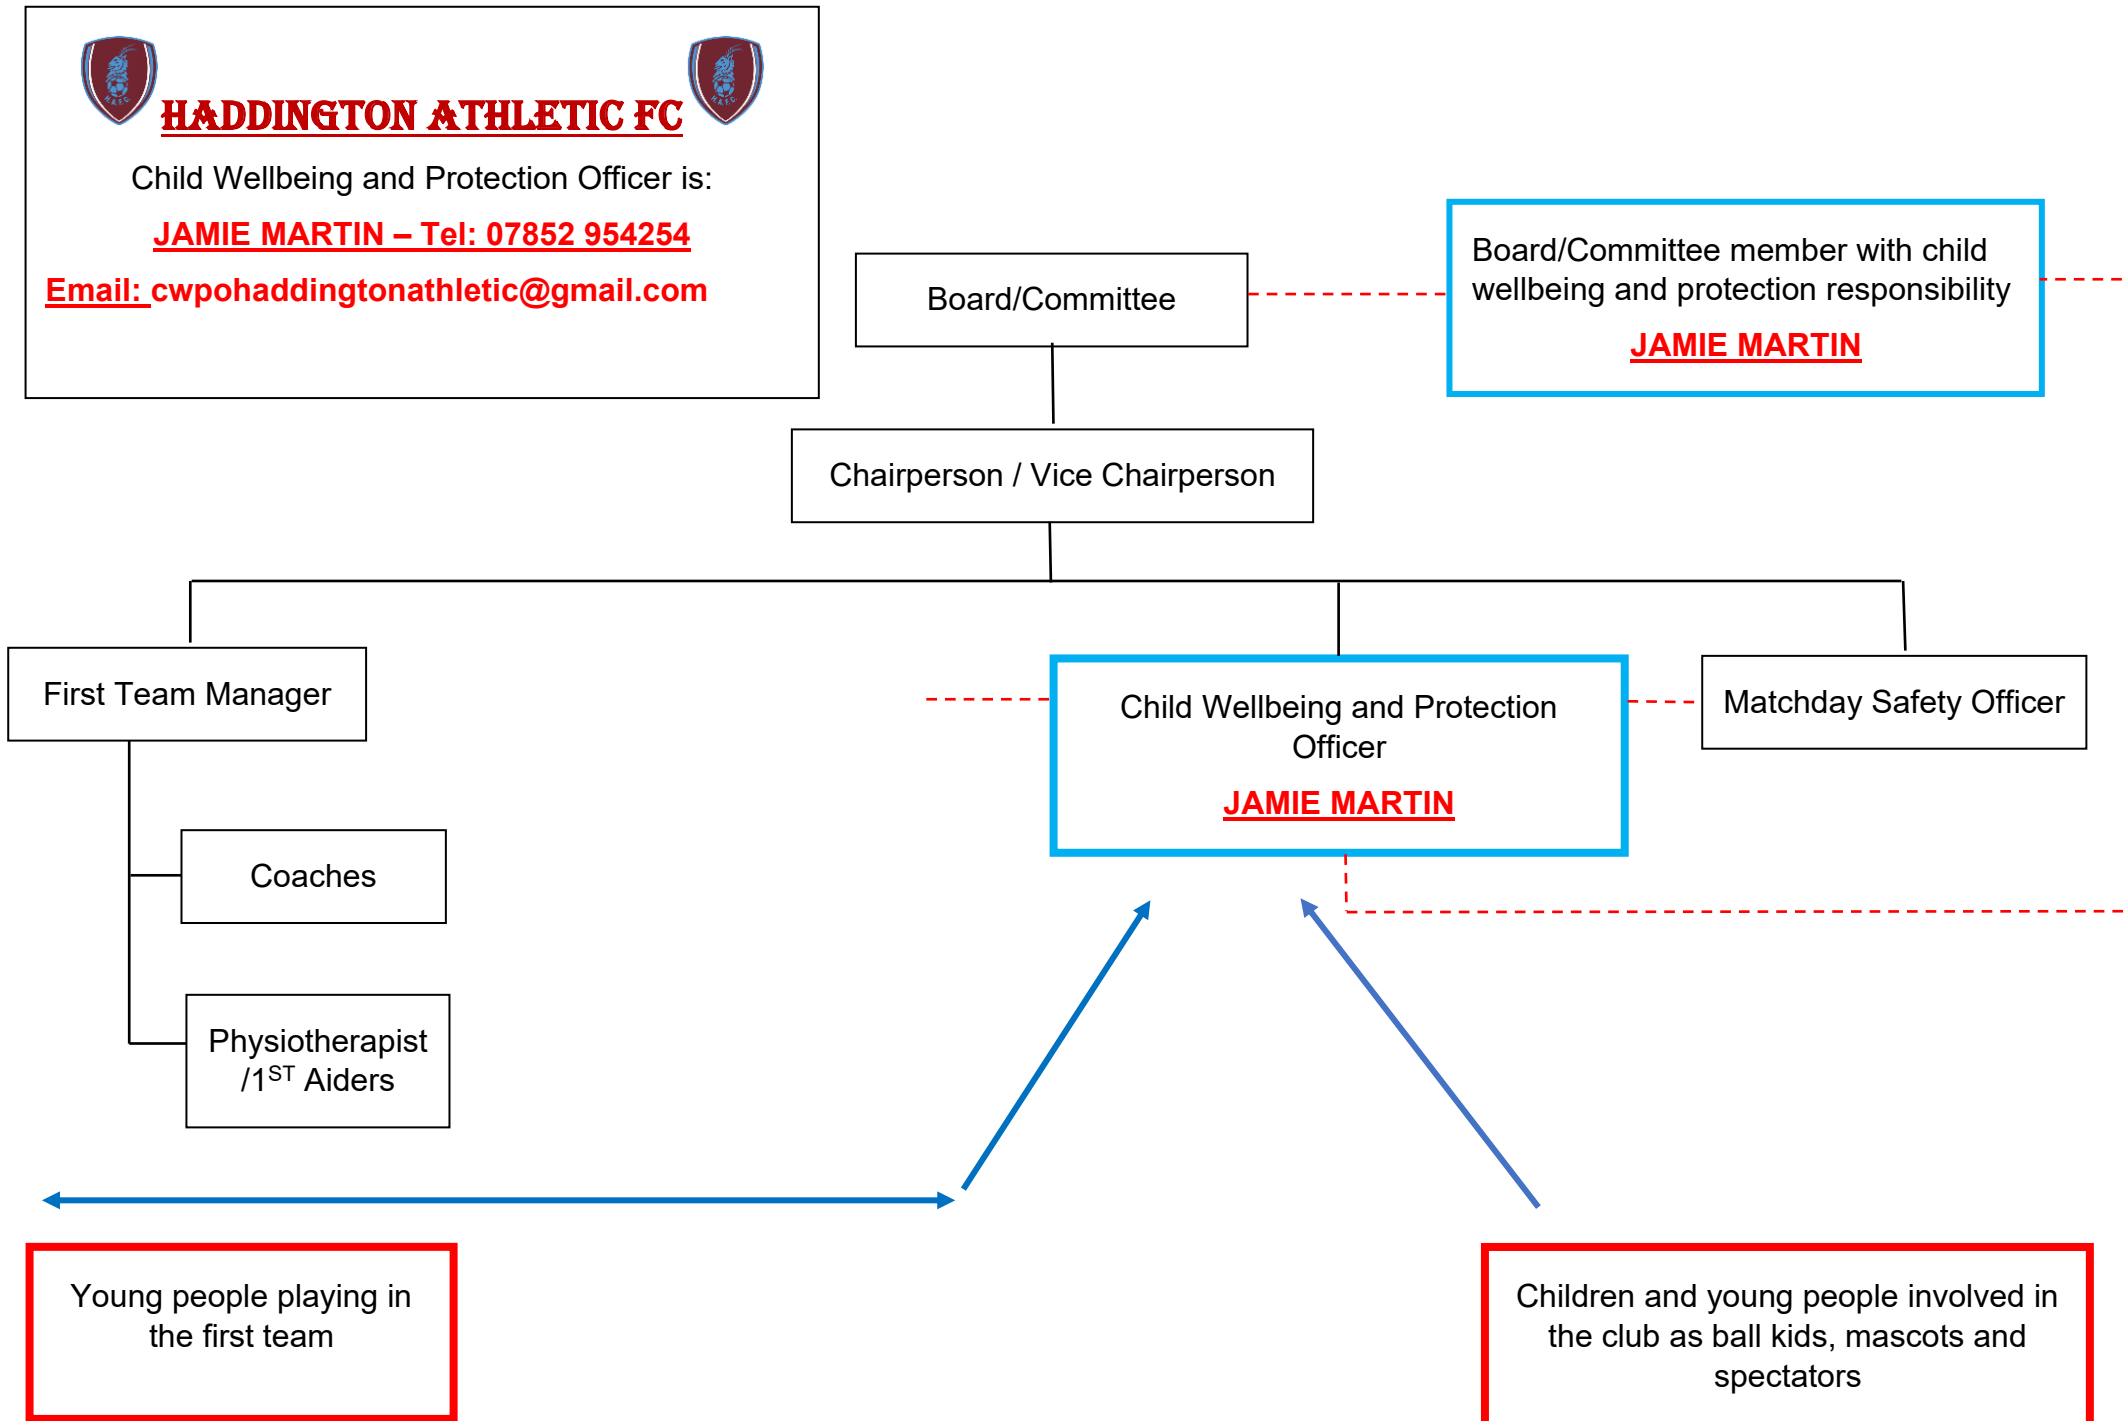 HADDINGTON ATHLETIC FC
Child Wellbeing and Protection Officer is:
JAMIE MARTIN – Tel: 07852 954254
Email: cwpohaddingtonathletic@gmail.com
Board/Committee
Board/Committee member with child
wellbeing and protection responsibility
JAMIE MARTIN
Chairperson / Vice Chairperson
First Team Manager
Child Wellbeing and Protection
Officer
JAMIE MARTIN
Matchday Safety Officer
Coaches
Physiotherapist
/1ST Aiders
Young people playing in
the first team
Children and young people involved in
the club as ball kids, mascots and
spectators